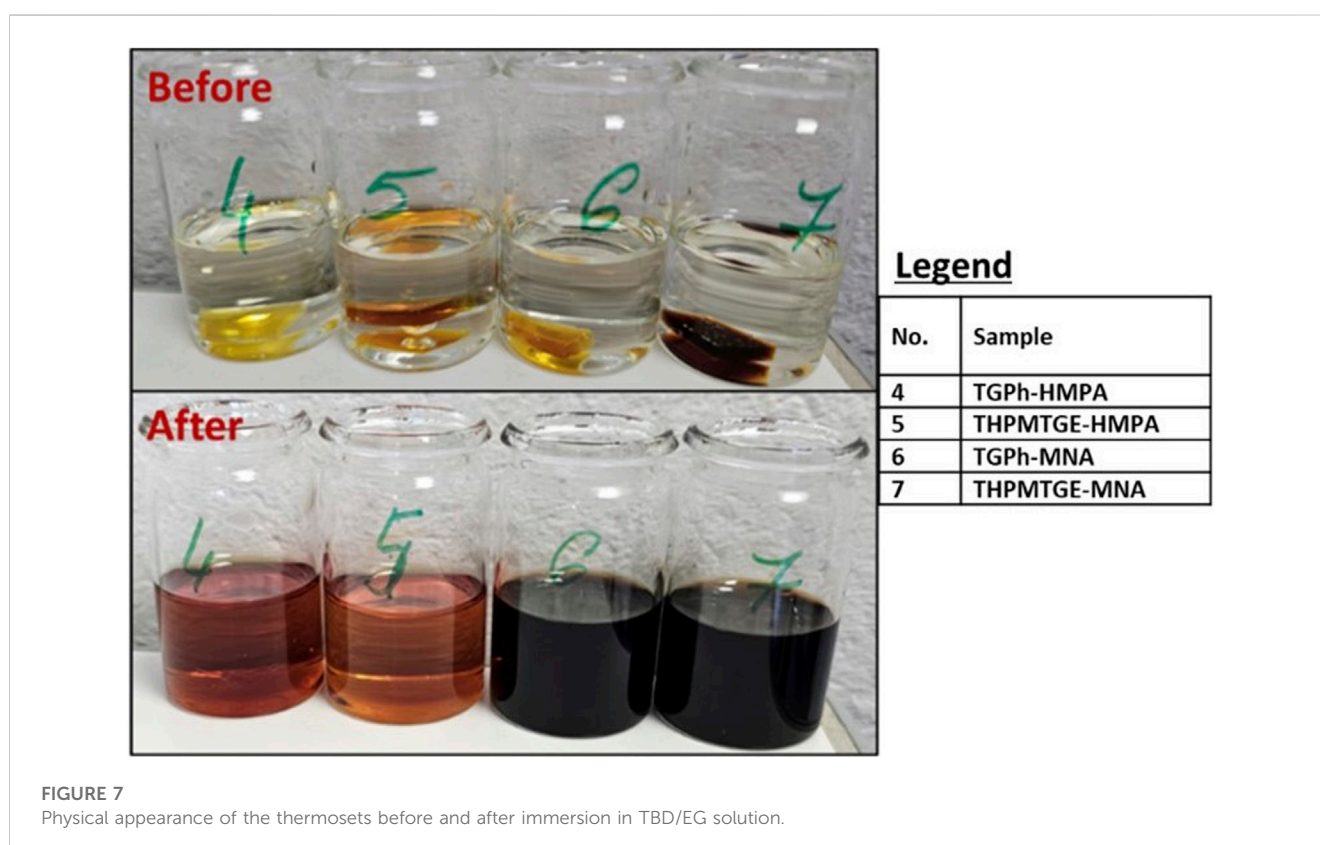 Before
4 5 6 7
After
4 5 6 7
Legend
No. Sample
4 TGPh-HMPA
5 THPMTGE-HMPA
6 TGPh-MNA
7 THPMTGE-MNA
FIGURE 7
Physical appearance of the thermosets before and after immersion in TBD/EG solution.